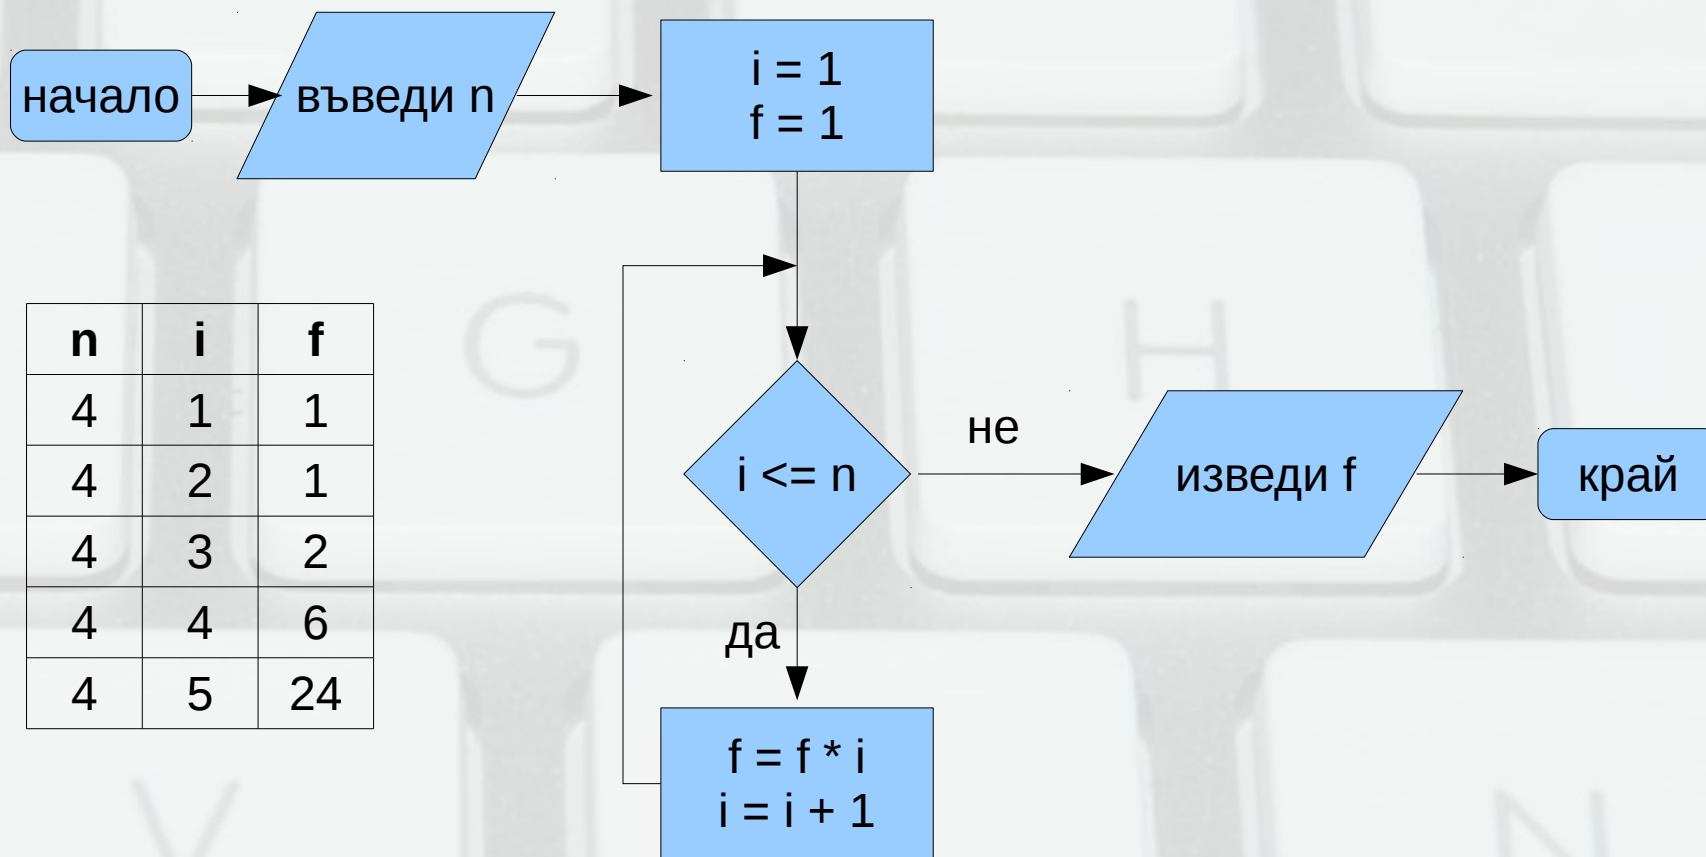 начало
въведи n
i = 1
f = 1
n i f
4 1 1
4 2 1
4 3 2
4 4 6
4 5 24
i <= n
не
изведи f
край
да
f = f * i
i = i + 1
G
H
V
N